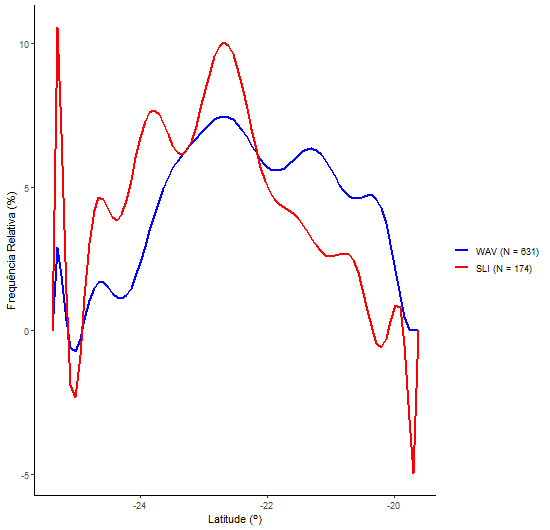 10
5
0
-5
Frequência Relativa (%)
-24
-22
-20
Latitude (º)
WAV (N = 631)
SLI (N = 174)